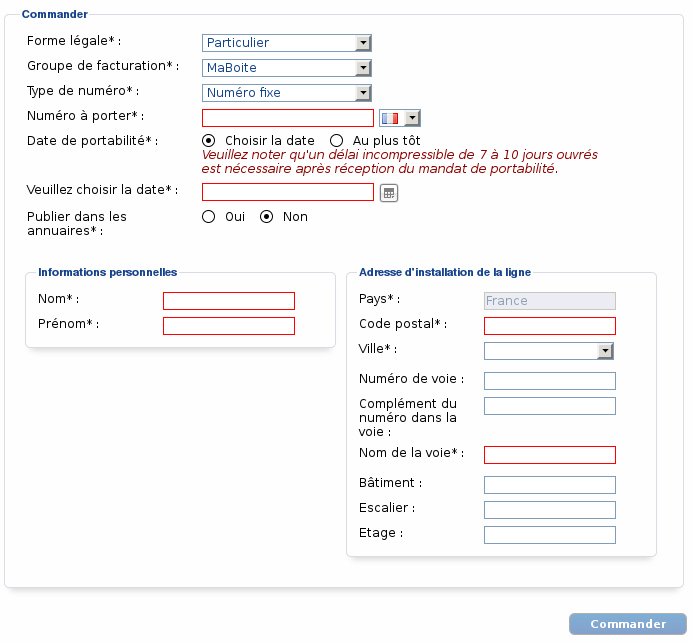 Commander
Forme légale* :
Particulier
Groupe de facturation* :
MaBoite
Type de numéro* :
Numéro fixe
Numéro à porter* :
Date de portabilité* :
Choisir la date
Au plus tôt
Veuillez noter qu'un délai incompressible de 7 à 10 jours ouvrés
est nécessaire après réception du mandat de portabilité.
Veuillez choisir la date* :
Publier dans les
annuaires* :
Oui
Non
Informations personnelles
Nom* :
Prénom* :
Adresse d'installation de la ligne
Pays* :
France
Code postal* :
Ville* :
Numéro de voie :
Complément du
numéro dans la
voie :
Nom de la voie* :
Bâtiment :
Escalier :
Etage :
Commander